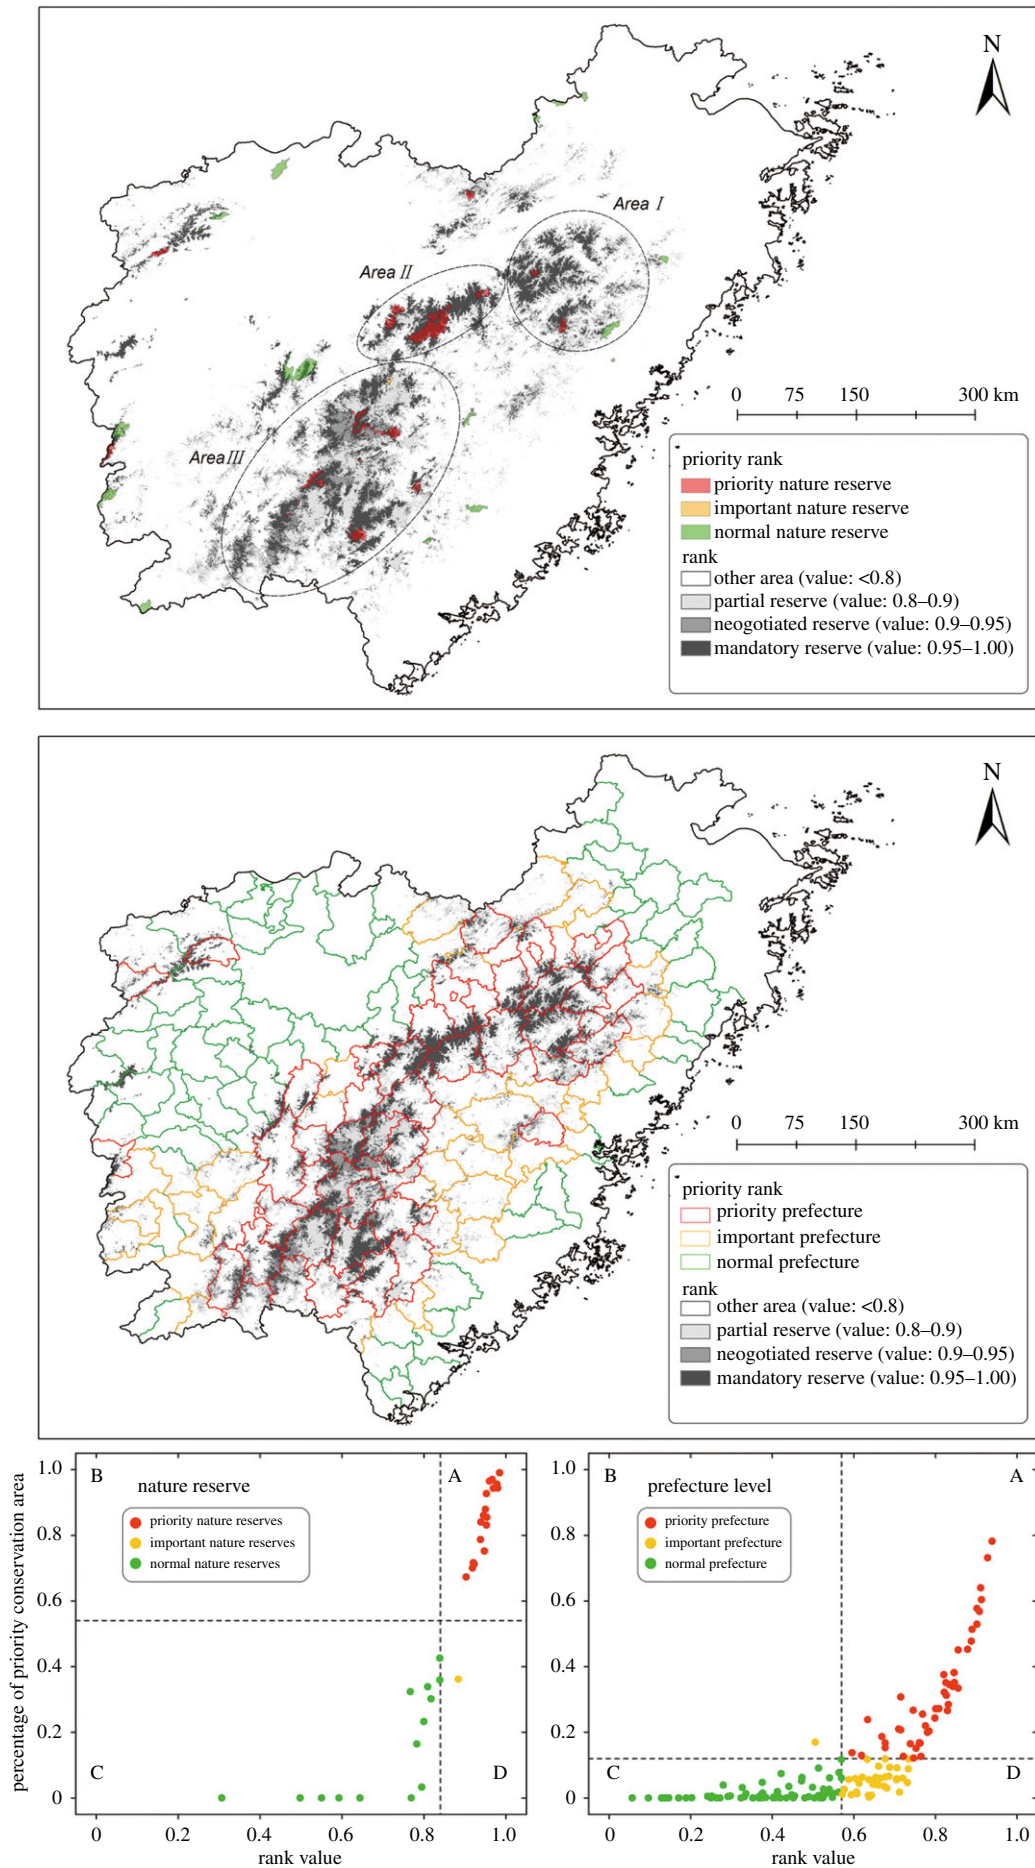 N
Area I
Area II
Area III
0 75 150 300 km
priority rank
priority nature reserve
important nature reserve
normal nature reserve
rank
other area (value: <0.8)
partial reserve (value: 0.8–0.9)
neogotiated reserve (value: 0.9–0.95)
mandatory reserve (value: 0.95–1.00)
N
0 75 150 300 km
priority rank
priority prefecture
important prefecture
normal prefecture
rank
other area (value: <0.8)
partial reserve (value: 0.8–0.9)
neogotiated reserve (value: 0.9–0.95)
mandatory reserve (value: 0.95–1.00)
percentage of priority conservation area
1.0
0.8
0.6
0.4
0.2
0
B
A
nature reserve
priority nature reserves
important nature reserves
normal nature reserves
C
D
0 0.2 0.4 0.6 0.8 1.0
rank value
1.0
0.8
0.6
0.4
0.2
0
B
A
prefecture level
priority prefecture
important prefecture
normal prefecture
C
D
0 0.2 0.4 0.6 0.8 1.0
rank value